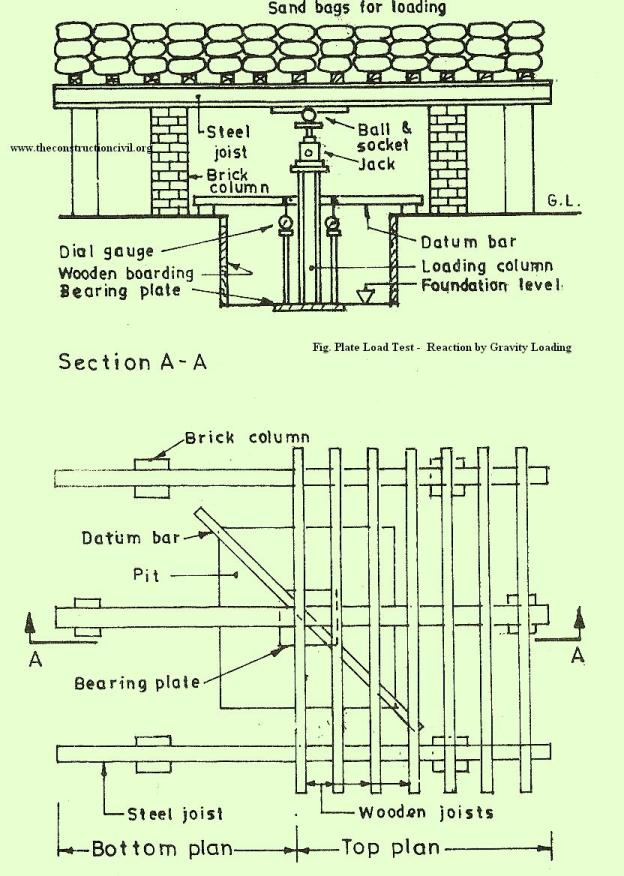 Sand bags for loading
Steel
joist
Ball &
socket
Jack
www.theconstructioncivil.org
Brick
column
G.L.
Dial gauge
Datum bar
Wooden boarding
Loading column
Bearing plate
Foundation level
Fig. Plate Load Test - Reaction by Gravity Loading
Section A-A
Brick column
Datum bar
Pit
A
A
Bearing plate
Steel joist
Wooden joists
Bottom plan
Top plan